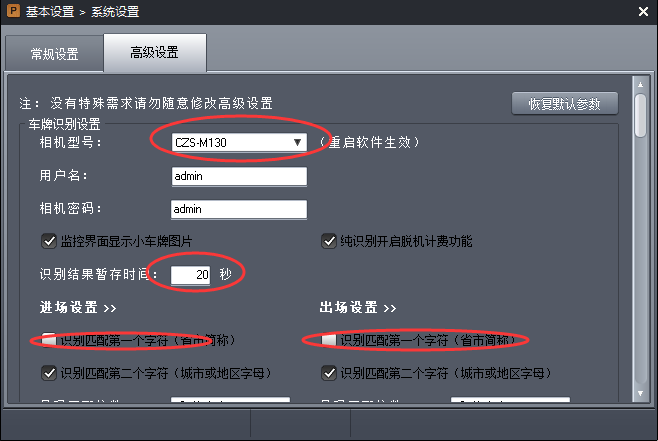 P 基本设置 > 系统设置
常规设置 高级设置
注: 没有特殊需求请勿随意修改高级设置 恢复默认参数
车牌识别设置
相机型号: CZS-M130 (重启软件生效)
用户名: admin
相机密码: admin
监控界面显示小车牌图片 纯识别开启脱机计费功能
识别结果暂存时间: 20 秒
进场设置 >> 出场设置 >>
识别匹配第一个字符(省市简称) 识别匹配第一个字符(省市简称)
识别匹配第二个字符(城市或地区字母) 识别匹配第二个字符(城市或地区字母)